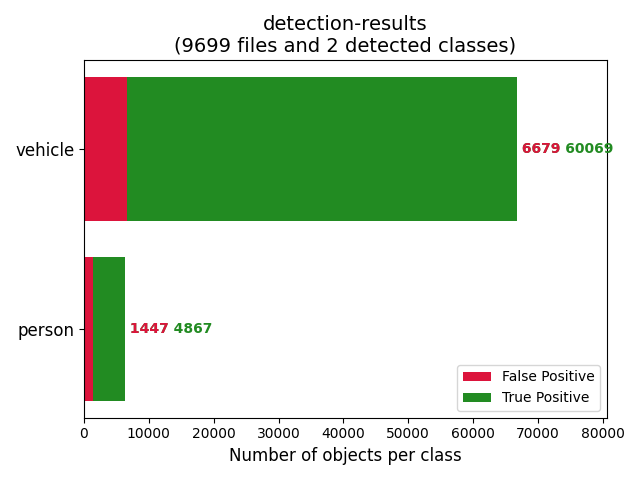 detection-results
(9699 files and 2 detected classes)
vehicle
6679 60069
person
1447 4867
False Positive
True Positive
0 10000 20000 30000 40000 50000 60000 70000 80000
Number of objects per class